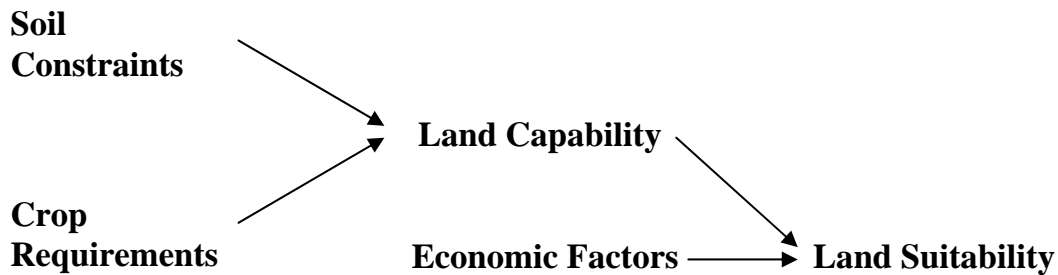 Soil
Constraints
Land Capability
Crop
Requirements
Economic Factors
Land Suitability